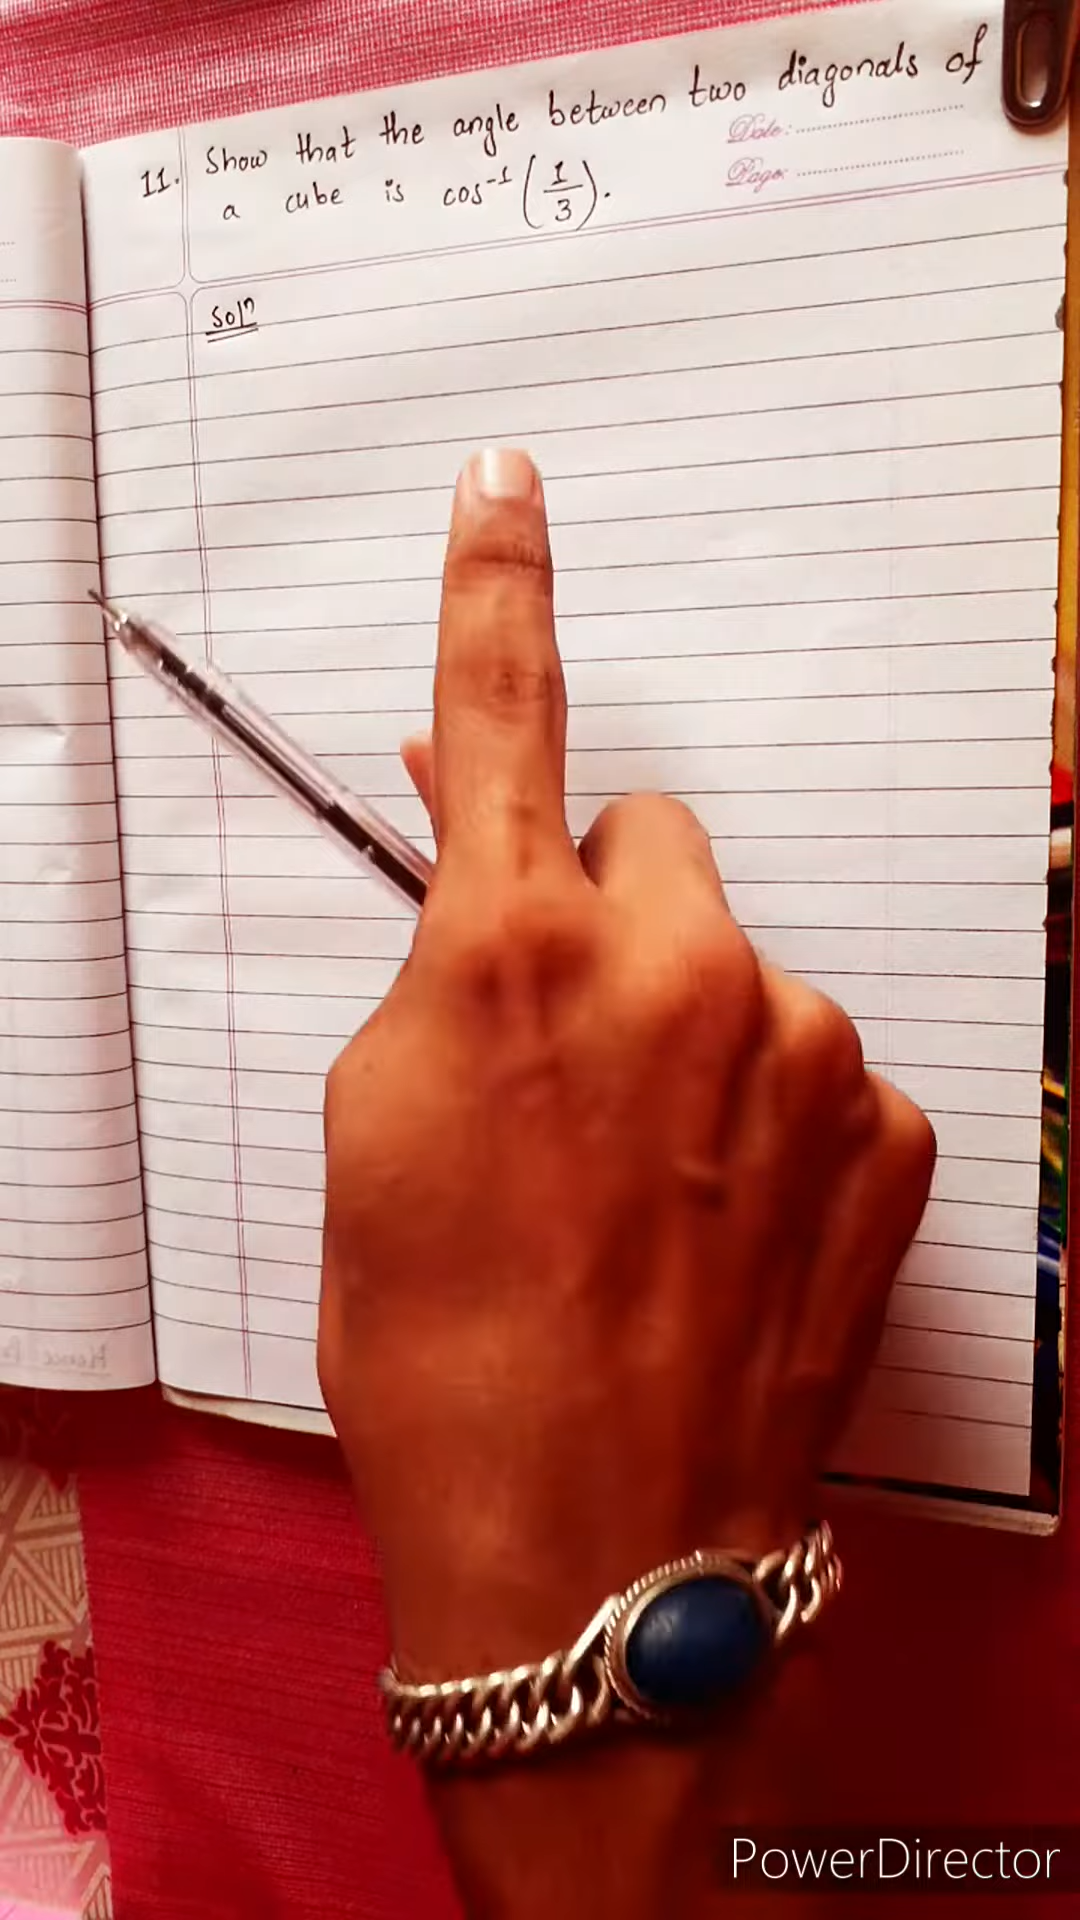 11. Show that the angle between two diagonals of
Date:
a cube is cos⁻¹(1/3).
Page:
Solⁿ
PowerDirector